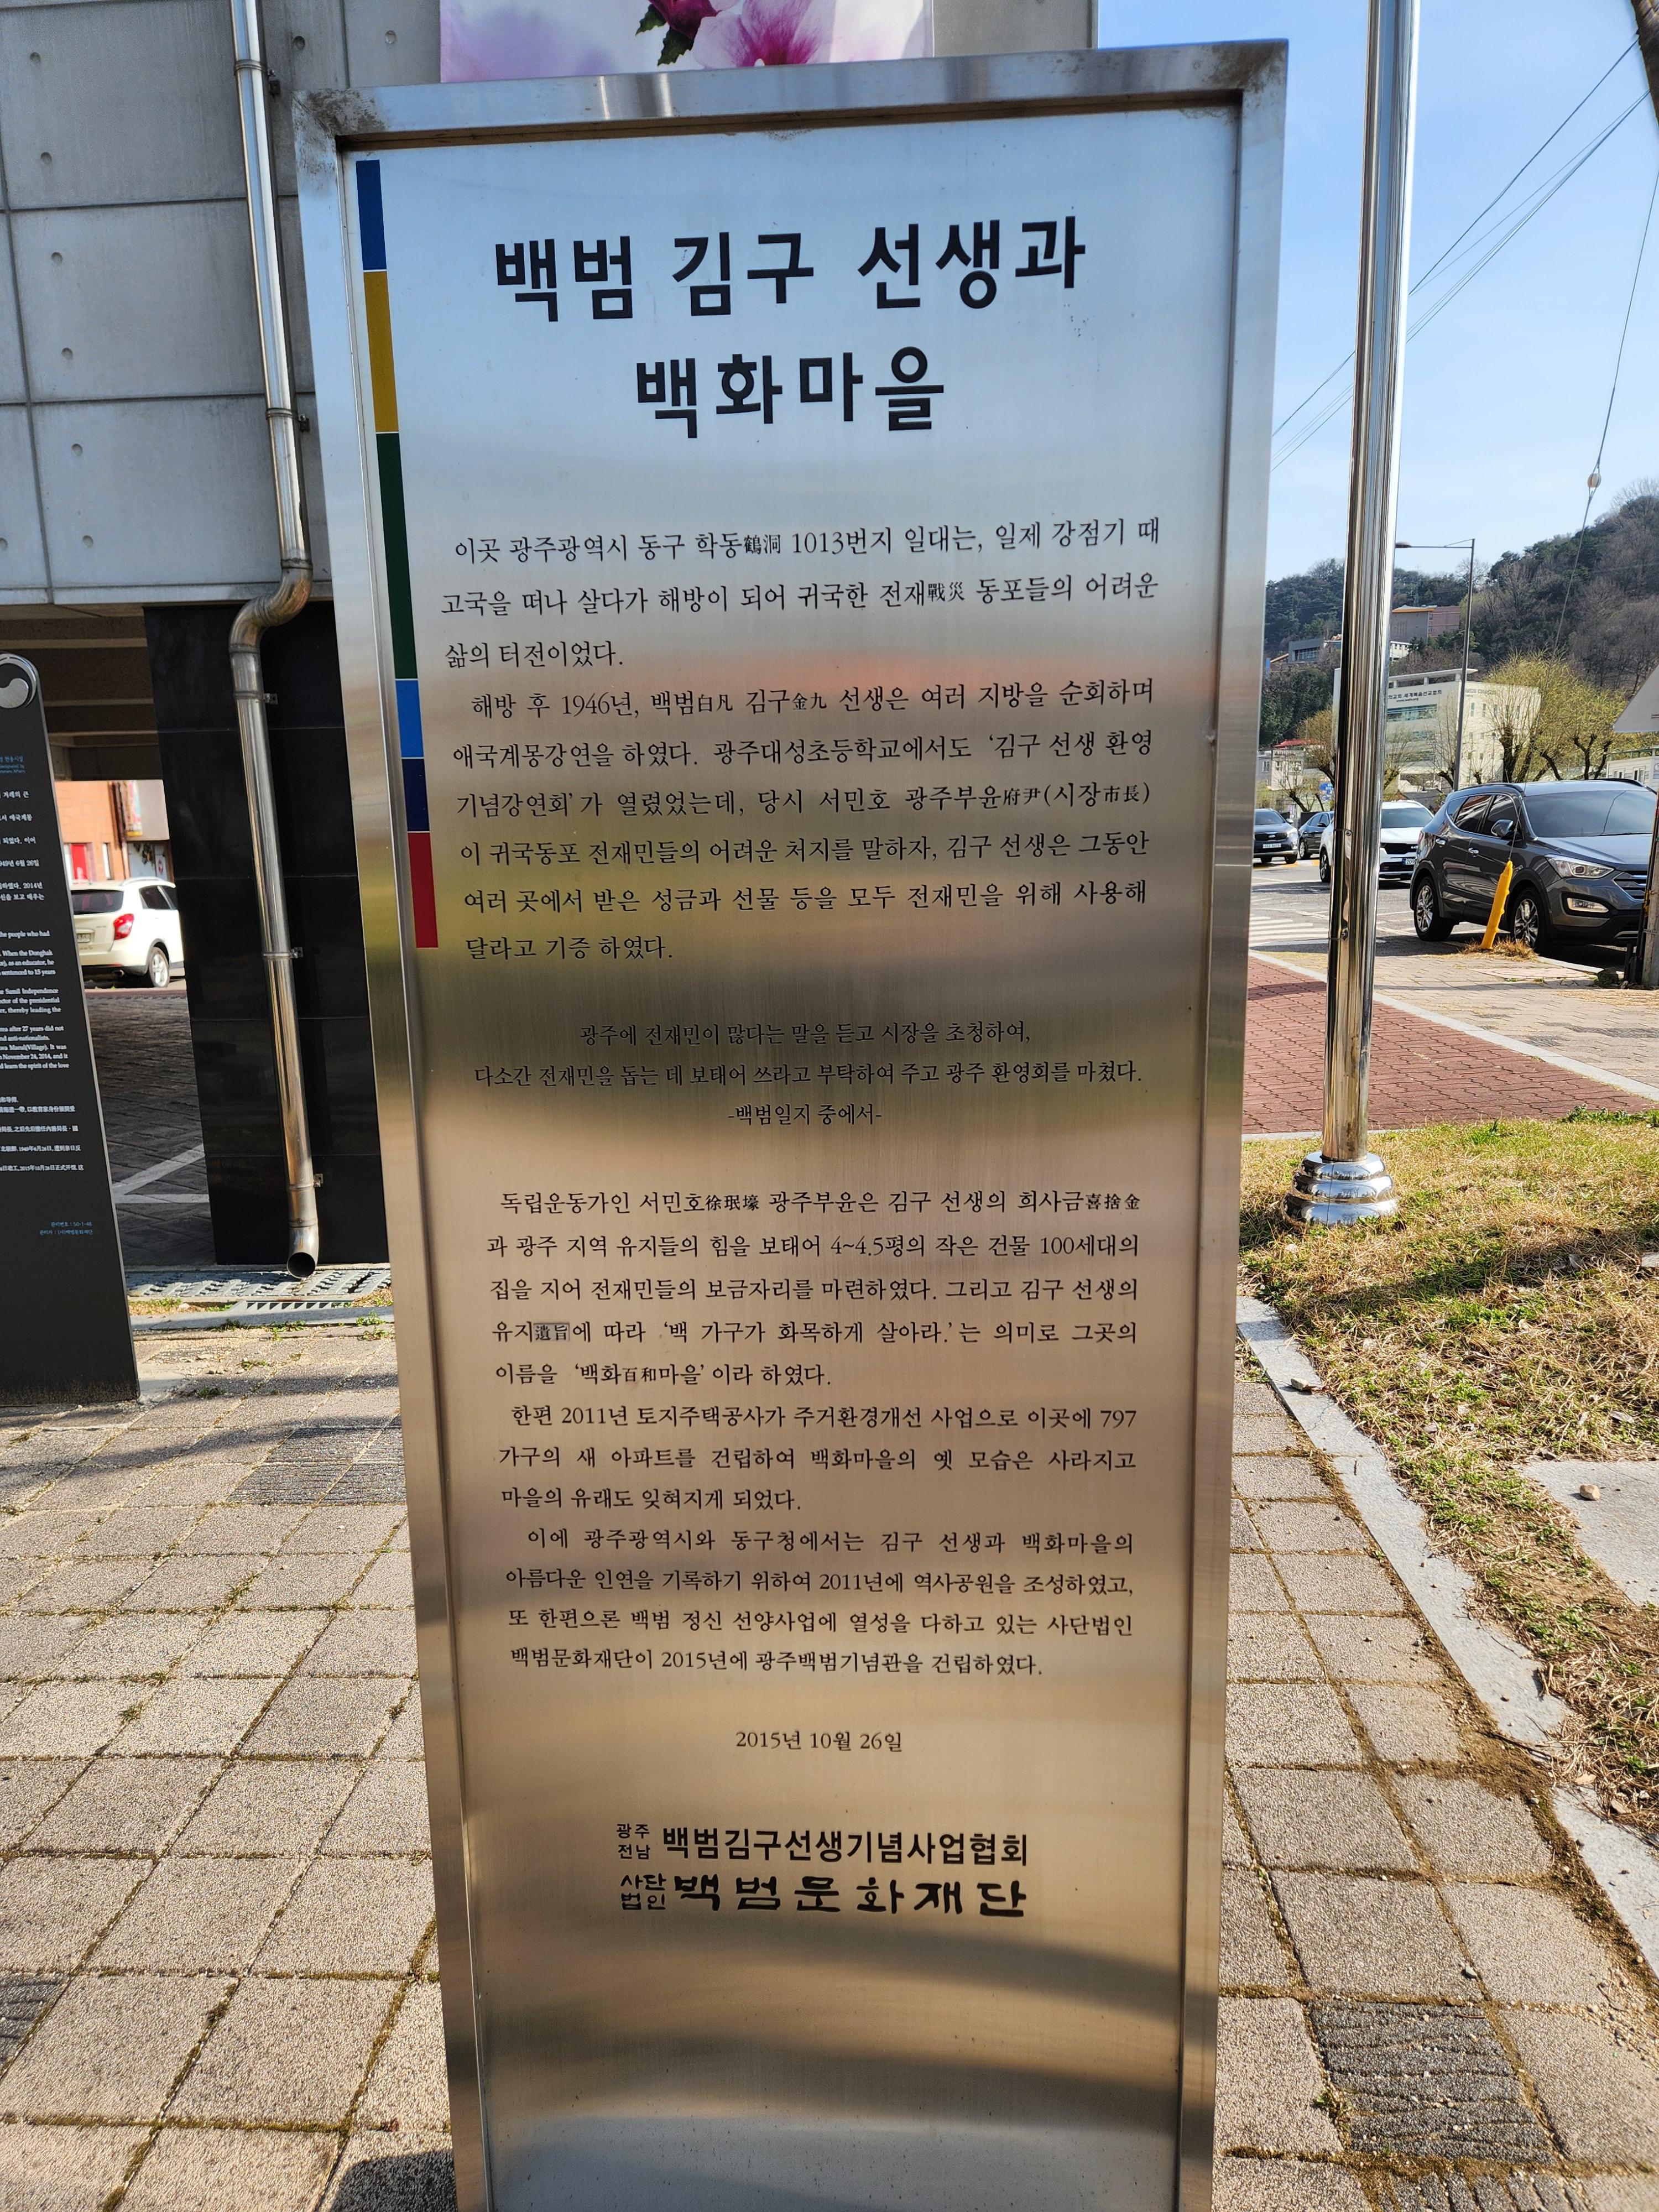 백범 김구 선생과
백화마을
이곳 광주광역시 동구 학동鶴洞 1013번지 일대는, 일제 강점기 때
고국을 떠나 살다가 해방이 되어 귀국한 전재戰災 동포들의 어려운
삶의 터전이었다.
해방 후 1946년, 백범白凡 김구金九 선생은 여러 지방을 순회하며
애국계몽강연을 하였다. 광주대성초등학교에서도 ‘김구 선생 환영
기념강연회’가 열렸었는데, 당시 서민호 광주부윤府尹(시장市長)
이 귀국동포 전재민들의 어려운 처지를 말하자, 김구 선생은 그동안
여러 곳에서 받은 성금과 선물 등을 모두 전재민을 위해 사용해
달라고 기증 하였다.
광주에 전재민이 많다는 말을 듣고 시장을 초청하여,
다소간 전재민을 돕는 데 보태어 쓰라고 부탁하여 주고 광주 환영회를 마쳤다.
-백범일지 중에서-
독립운동가인 서민호徐珉壕 광주부윤은 김구 선생의 희사금喜捨金
과 광주 지역 유지들의 힘을 보태어 4~4.5평의 작은 건물 100세대의
집을 지어 전재민들의 보금자리를 마련하였다. 그리고 김구 선생의
유지遺旨에 따라 ‘백 가구가 화목하게 살아라.’는 의미로 그곳의
이름을 ‘백화百和마을’이라 하였다.
한편 2011년 토지주택공사가 주거환경개선 사업으로 이곳에 797
가구의 새 아파트를 건립하여 백화마을의 옛 모습은 사라지고
마을의 유래도 잊혀지게 되었다.
이에 광주광역시와 동구청에서는 김구 선생과 백화마을의
아름다운 인연을 기록하기 위하여 2011년에 역사공원을 조성하였고,
또 한편으론 백범 정신 선양사업에 열성을 다하고 있는 사단법인
백범문화재단이 2015년에 광주백범기념관을 건립하였다.
2015년 10월 26일
광주
전남 백범김구선생기념사업협회
사단
법인 백범문화재단